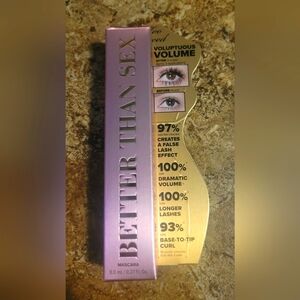 BETTER THAN SEX
MASCARA
8.0 mL / 0.27 Fl. Oz.
VOLUPTUOUS
VOLUME
97%
CREATES
A FALSE
LASH
EFFECT
100%
DRAMATIC
VOLUME
100%
LONGER
LASHES
93%
BASE-TO-TIP
CURL